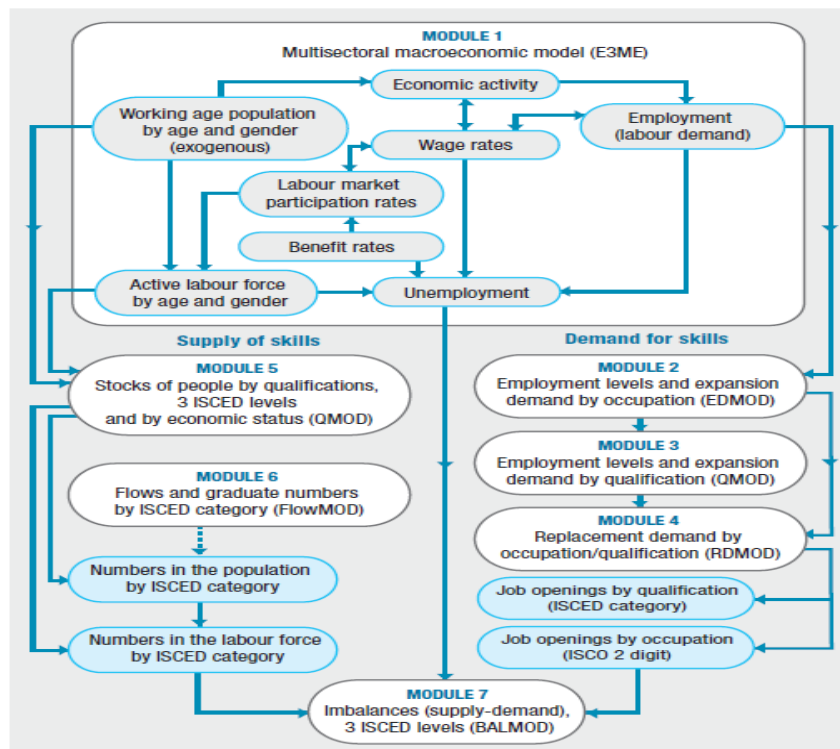 MODULE 1
Multisectoral macroeconomic model (E3ME)
Economic activity
Working age population
by age and gender
(exogenous)
Employment
(labour demand)
Wage rates
Labour market
participation rates
Benefit rates
Active labour force
by age and gender
Unemployment
Supply of skills
Demand for skills
MODULE 5
Stocks of people by qualifications,
3 ISCED levels
and by economic status (QMOD)
MODULE 2
Employment levels and expansion
demand by occupation (EDMOD)
MODULE 3
Employment levels and expansion
demand by qualification (QMOD)
MODULE 6
Flows and graduate numbers
by ISCED category (FlowMOD)
MODULE 4
Replacement demand by
occupation/qualification (RDMOD)
Numbers in the population
by ISCED category
Job openings by qualification
(ISCED category)
Numbers in the labour force
by ISCED category
Job openings by occupation
(ISCO 2 digit)
MODULE 7
Imbalances (supply-demand),
3 ISCED levels (BALMOD)